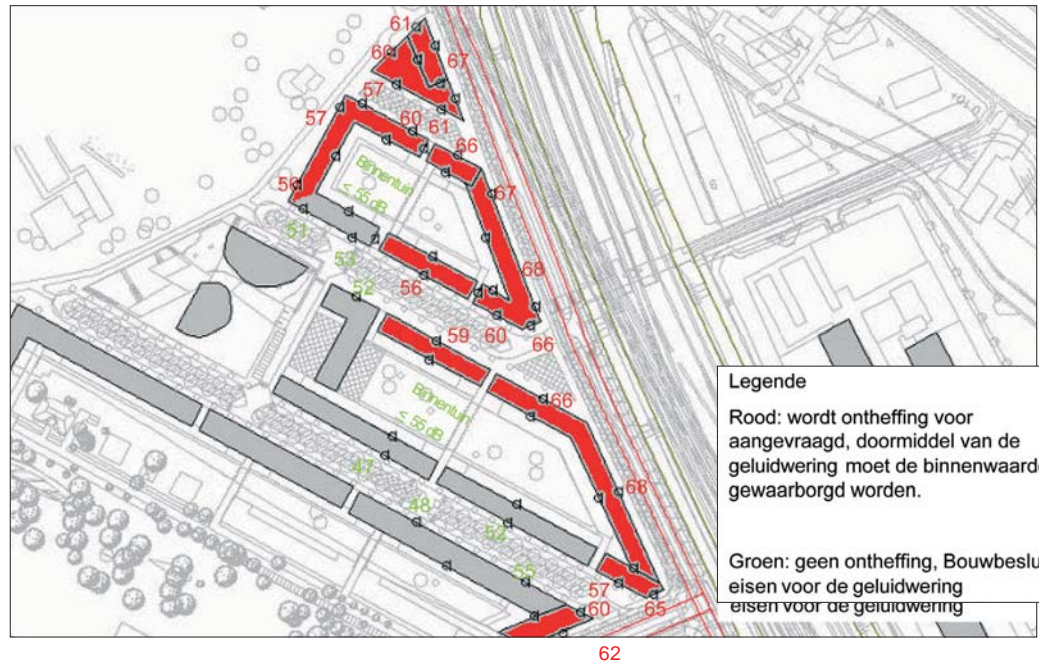 61
60
67
57
57
60
61
66
Binnentuin
< 55 dB
56
67
51
53
68
56
52
60
66
59
Binnentuin
< 55 dB
66
47
68
48
52
55
57
65
60
62
Legende
Rood: wordt ontheffing voor
aangevraagd, doormiddel van de
geluidwering moet de binnenwaarde
gewaarborgd worden.
Groen: geen ontheffing, Bouwbeslu
eisen voor de geluidwering
eisen voor de geluidwering